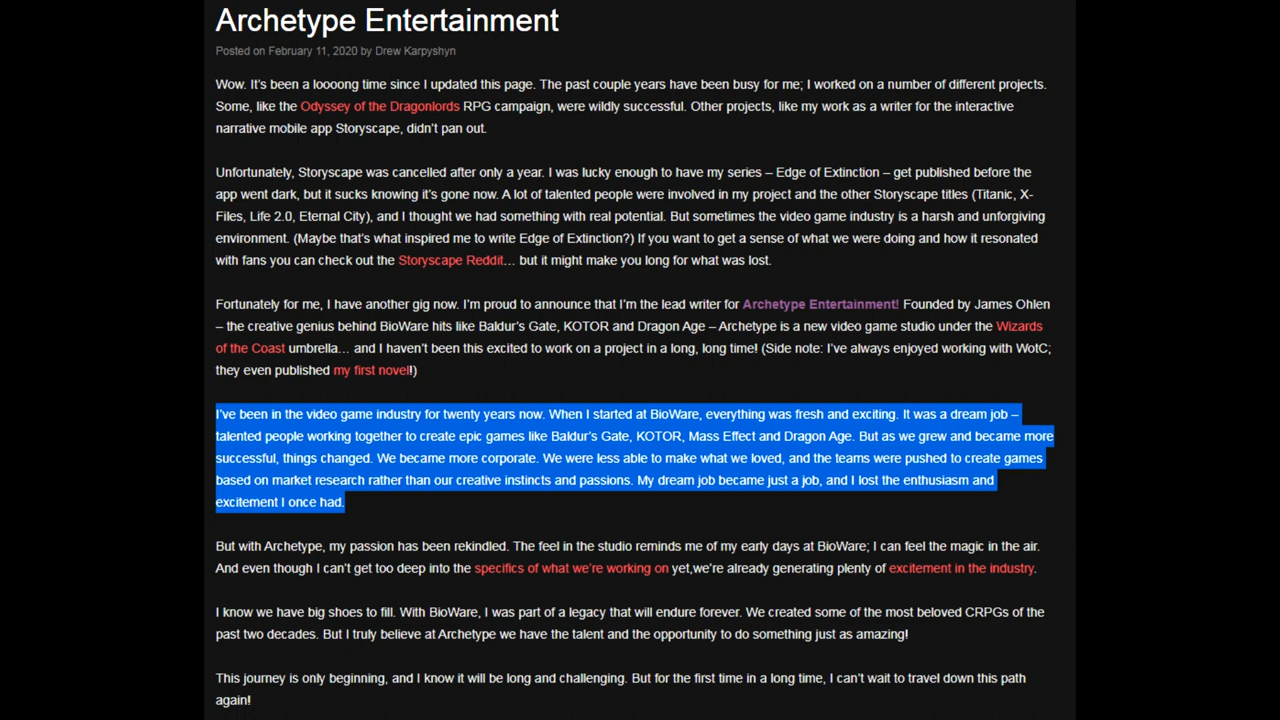 Archetype Entertainment
Posted on February 11, 2020 by Drew Karpyshyn
Wow. It's been a loooong time since I updated this page. The past couple years have been busy for me; I worked on a number of different projects.
Some, like the Odyssey of the Dragonlords RPG campaign, were wildly successful. Other projects, like my work as a writer for the interactive
narrative mobile app Storyscape, didn't pan out.
Unfortunately, Storyscape was cancelled after only a year. I was lucky enough to have my series – Edge of Extinction – get published before the
app went dark, but it sucks knowing it's gone now. A lot of talented people were involved in my project and the other Storyscape titles (Titanic, X-
Files, Life 2.0, Eternal City), and I thought we had something with real potential. But sometimes the video game industry is a harsh and unforgiving
environment. (Maybe that's what inspired me to write Edge of Extinction?) If you want to get a sense of what we were doing and how it resonated
with fans you can check out the Storyscape Reddit… but it might make you long for what was lost.
Fortunately for me, I have another gig now. I'm proud to announce that I'm the lead writer for Archetype Entertainment! Founded by James Ohlen
– the creative genius behind BioWare hits like Baldur's Gate, KOTOR and Dragon Age – Archetype is a new video game studio under the Wizards
of the Coast umbrella… and I haven't been this excited to work on a project in a long, long time! (Side note: I've always enjoyed working with WotC;
they even published my first novel!)
I've been in the video game industry for twenty years now. When I started at BioWare, everything was fresh and exciting. It was a dream job –
talented people working together to create epic games like Baldur's Gate, KOTOR, Mass Effect and Dragon Age. But as we grew and became more
successful, things changed. We became more corporate. We were less able to make what we loved, and the teams were pushed to create games
based on market research rather than our creative instincts and passions. My dream job became just a job, and I lost the enthusiasm and
excitement I once had.
But with Archetype, my passion has been rekindled. The feel in the studio reminds me of my early days at BioWare; I can feel the magic in the air.
And even though I can't get too deep into the specifics of what we're working on yet,we're already generating plenty of excitement in the industry.
I know we have big shoes to fill. With BioWare, I was part of a legacy that will endure forever. We created some of the most beloved CRPGs of the
past two decades. But I truly believe at Archetype we have the talent and the opportunity to do something just as amazing!
This journey is only beginning, and I know it will be long and challenging. But for the first time in a long time, I can't wait to travel down this path
again!